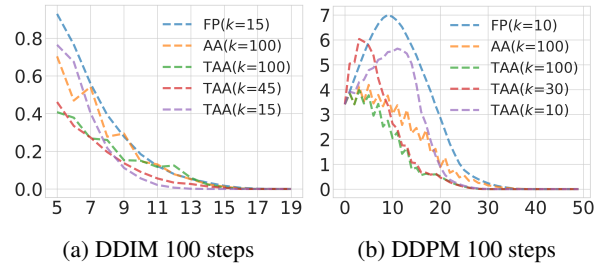 0.8
0.6
0.4
0.2
0.0
5 7 9 11 13 15 17 19
FP(k=15)
AA(k=100)
TAA(k=100)
TAA(k=45)
TAA(k=15)
(a) DDIM 100 steps
7
6
5
4
3
2
1
0
0 10 20 30 40 50
FP(k=10)
AA(k=100)
TAA(k=100)
TAA(k=30)
TAA(k=10)
(b) DDPM 100 steps